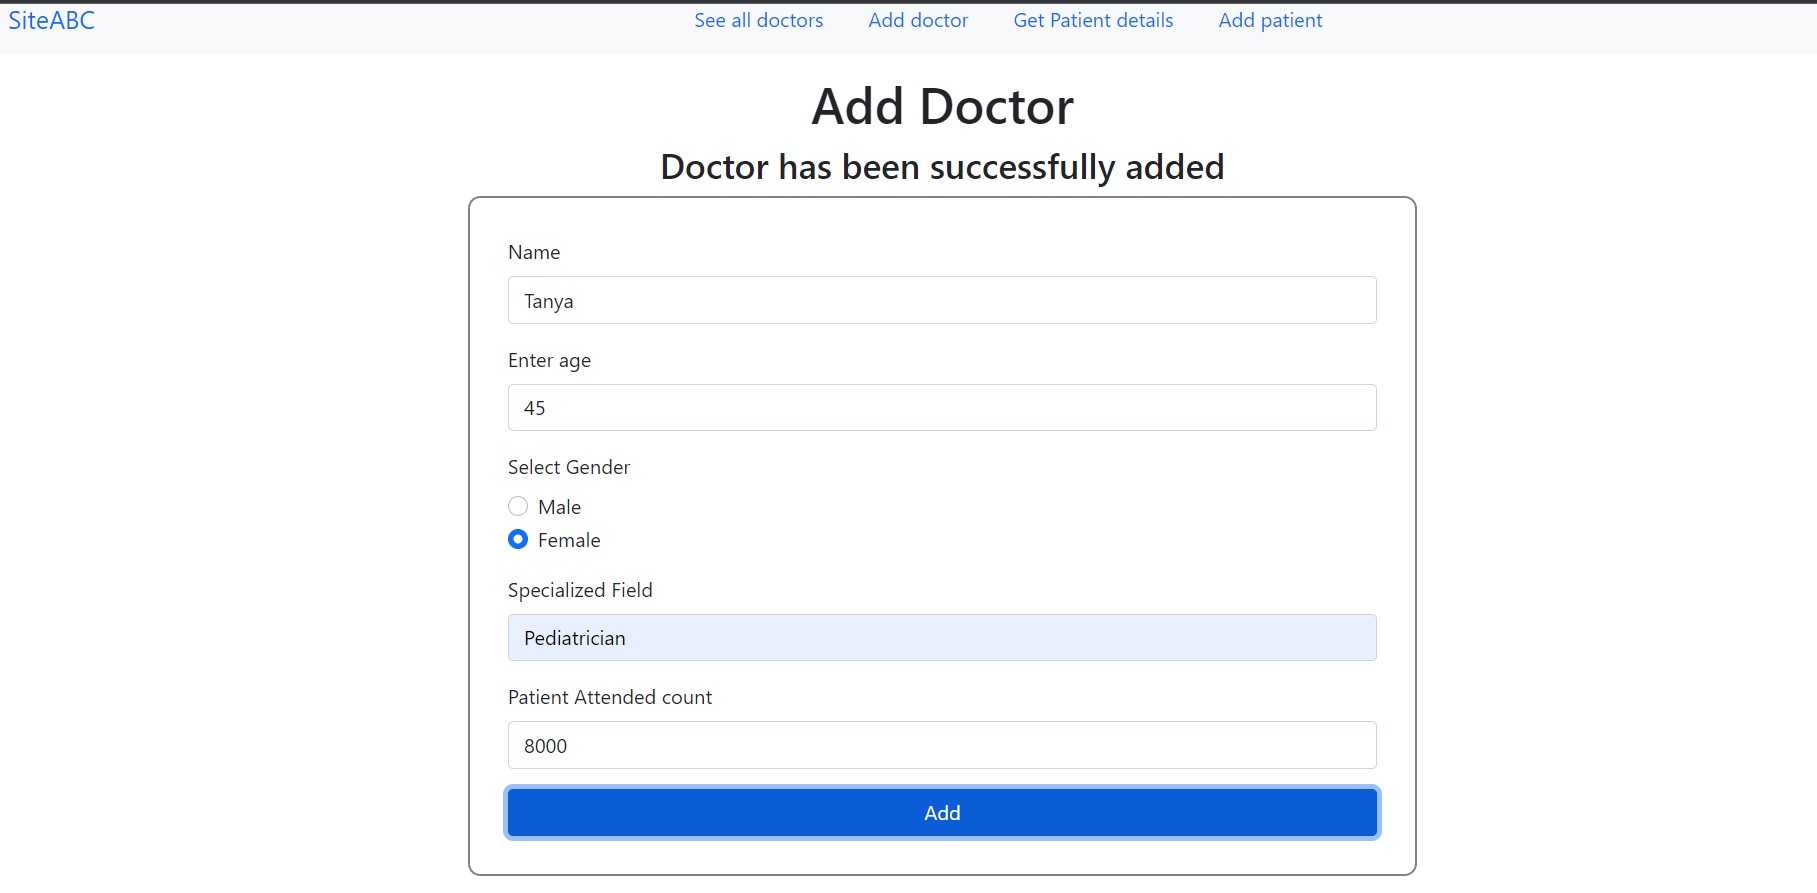 SiteABC See all doctors Add doctor Get Patient details Add patient
Add Doctor
Doctor has been successfully added
Name
Tanya
Enter age
45
Select Gender
Male
Female
Specialized Field
Pediatrician
Patient Attended count
8000
Add